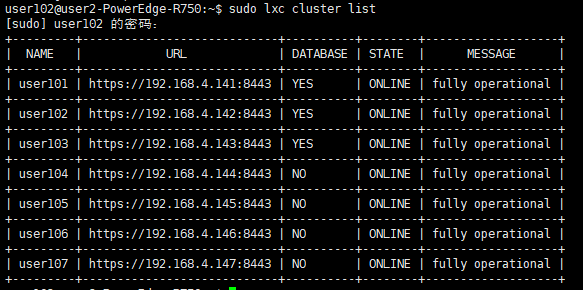 user102@user2-PowerEdge-R750:~$ sudo lxc cluster list
[sudo] user102 的密码：
+---------+----------------------------+----------+--------+-------------------+
| NAME | URL | DATABASE | STATE | MESSAGE |
+---------+----------------------------+----------+--------+-------------------+
| user101 | https://192.168.4.141:8443 | YES | ONLINE | fully operational |
+---------+----------------------------+----------+--------+-------------------+
| user102 | https://192.168.4.142:8443 | YES | ONLINE | fully operational |
+---------+----------------------------+----------+--------+-------------------+
| user103 | https://192.168.4.143:8443 | YES | ONLINE | fully operational |
+---------+----------------------------+----------+--------+-------------------+
| user104 | https://192.168.4.144:8443 | NO | ONLINE | fully operational |
+---------+----------------------------+----------+--------+-------------------+
| user105 | https://192.168.4.145:8443 | NO | ONLINE | fully operational |
+---------+----------------------------+----------+--------+-------------------+
| user106 | https://192.168.4.146:8443 | NO | ONLINE | fully operational |
+---------+----------------------------+----------+--------+-------------------+
| user107 | https://192.168.4.147:8443 | NO | ONLINE | fully operational |
+---------+----------------------------+----------+--------+-------------------+